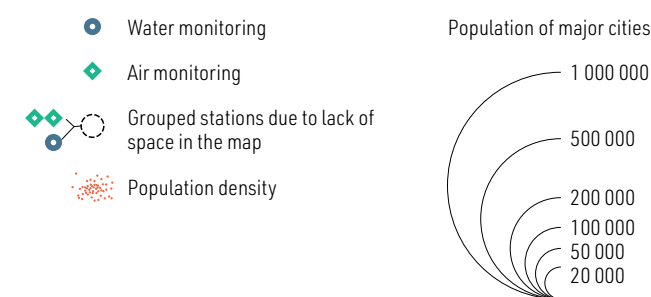 Water monitoring
Air monitoring
Grouped stations due to lack of
space in the map
Population density
Population of major cities
1 000 000
500 000
200 000
100 000
50 000
20 000